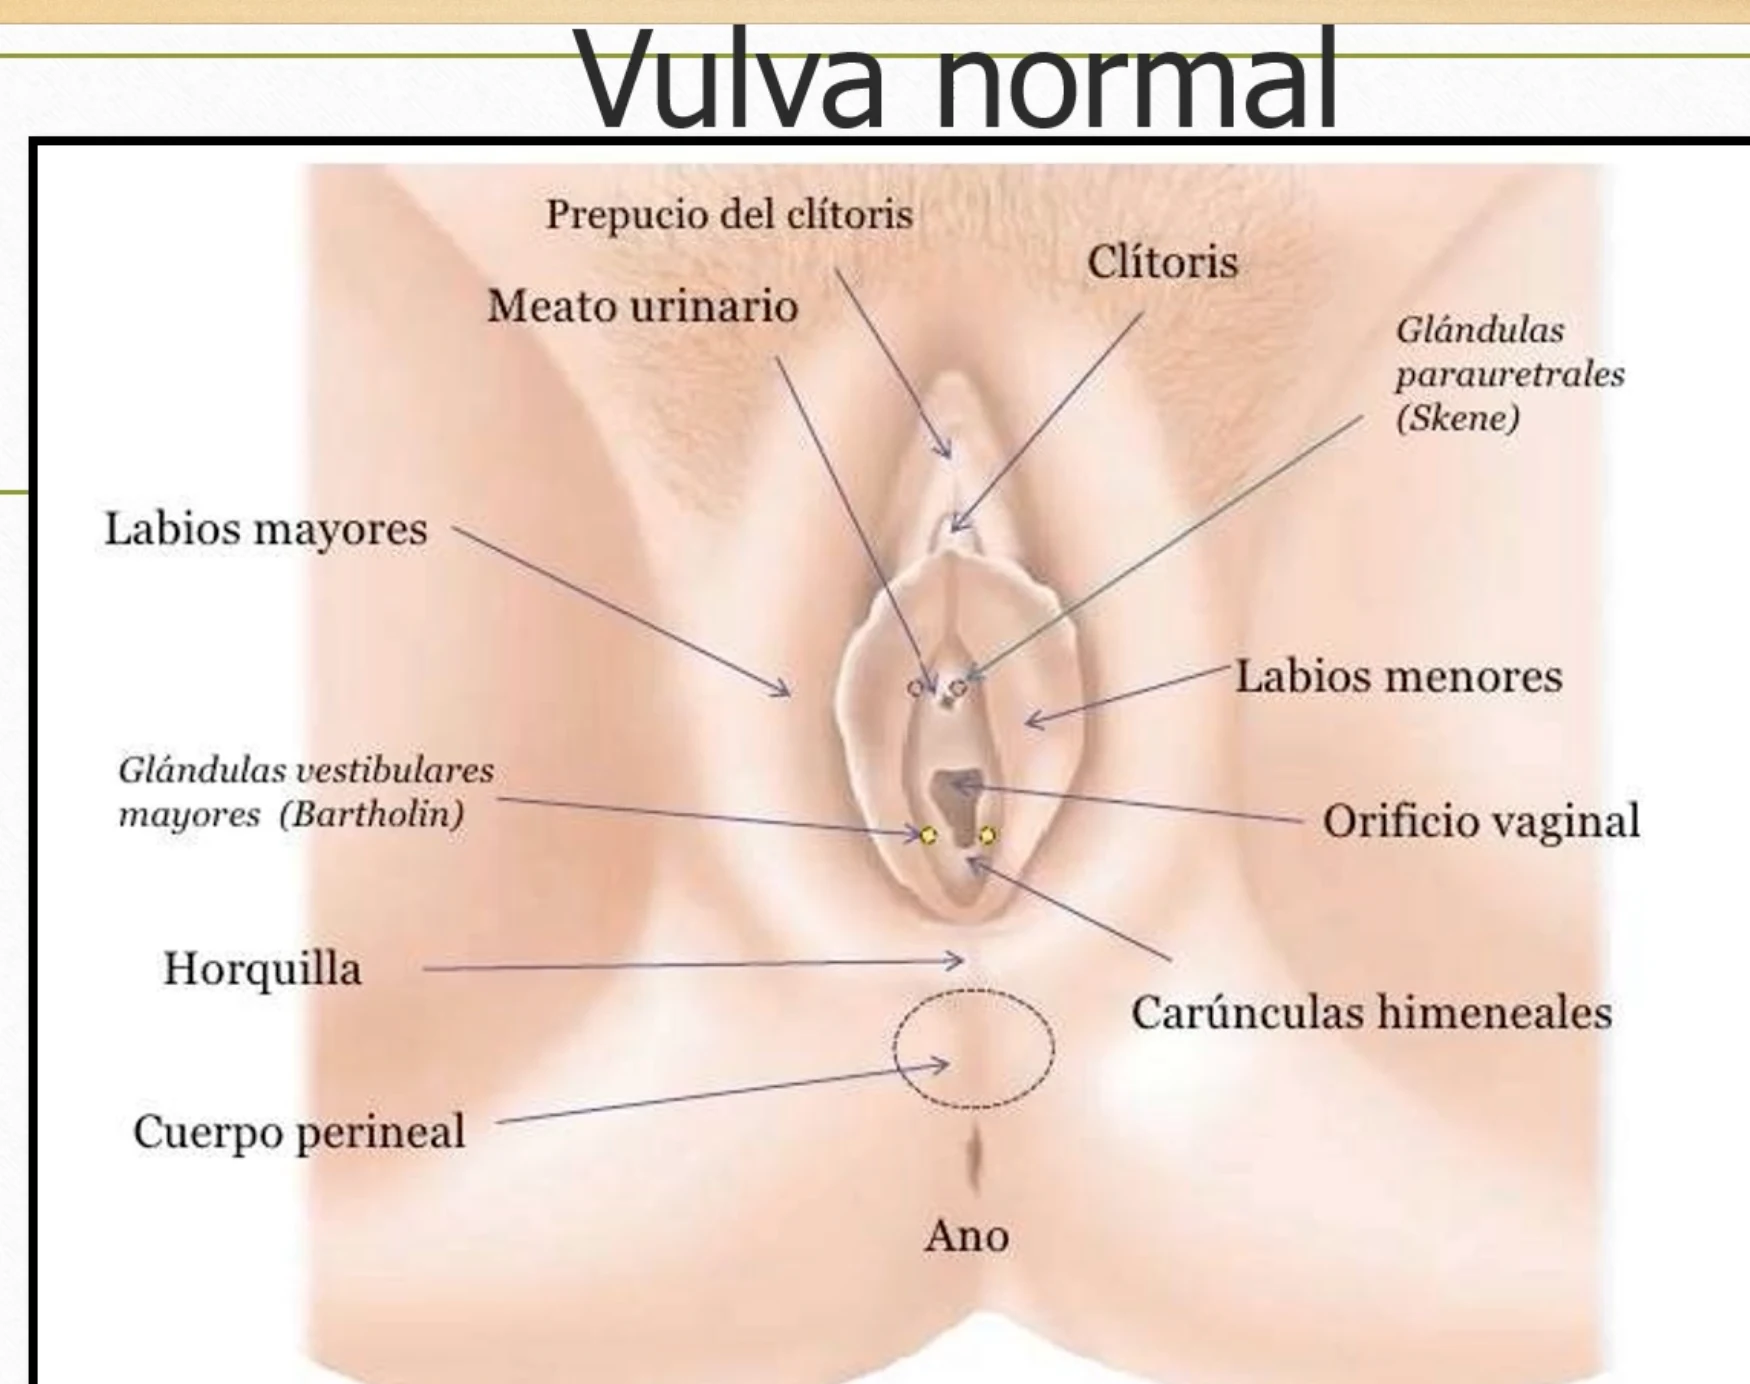 Vulva normal
Prepucio del clítoris
Clítoris
Meato urinario
Glándulas
parauretrales
(Skene)
Labios mayores
Labios menores
Glándulas vestibulares
mayores (Bartholin)
Orificio vaginal
Horquilla
Carúnculas himeneales
Cuerpo perineal
Ano